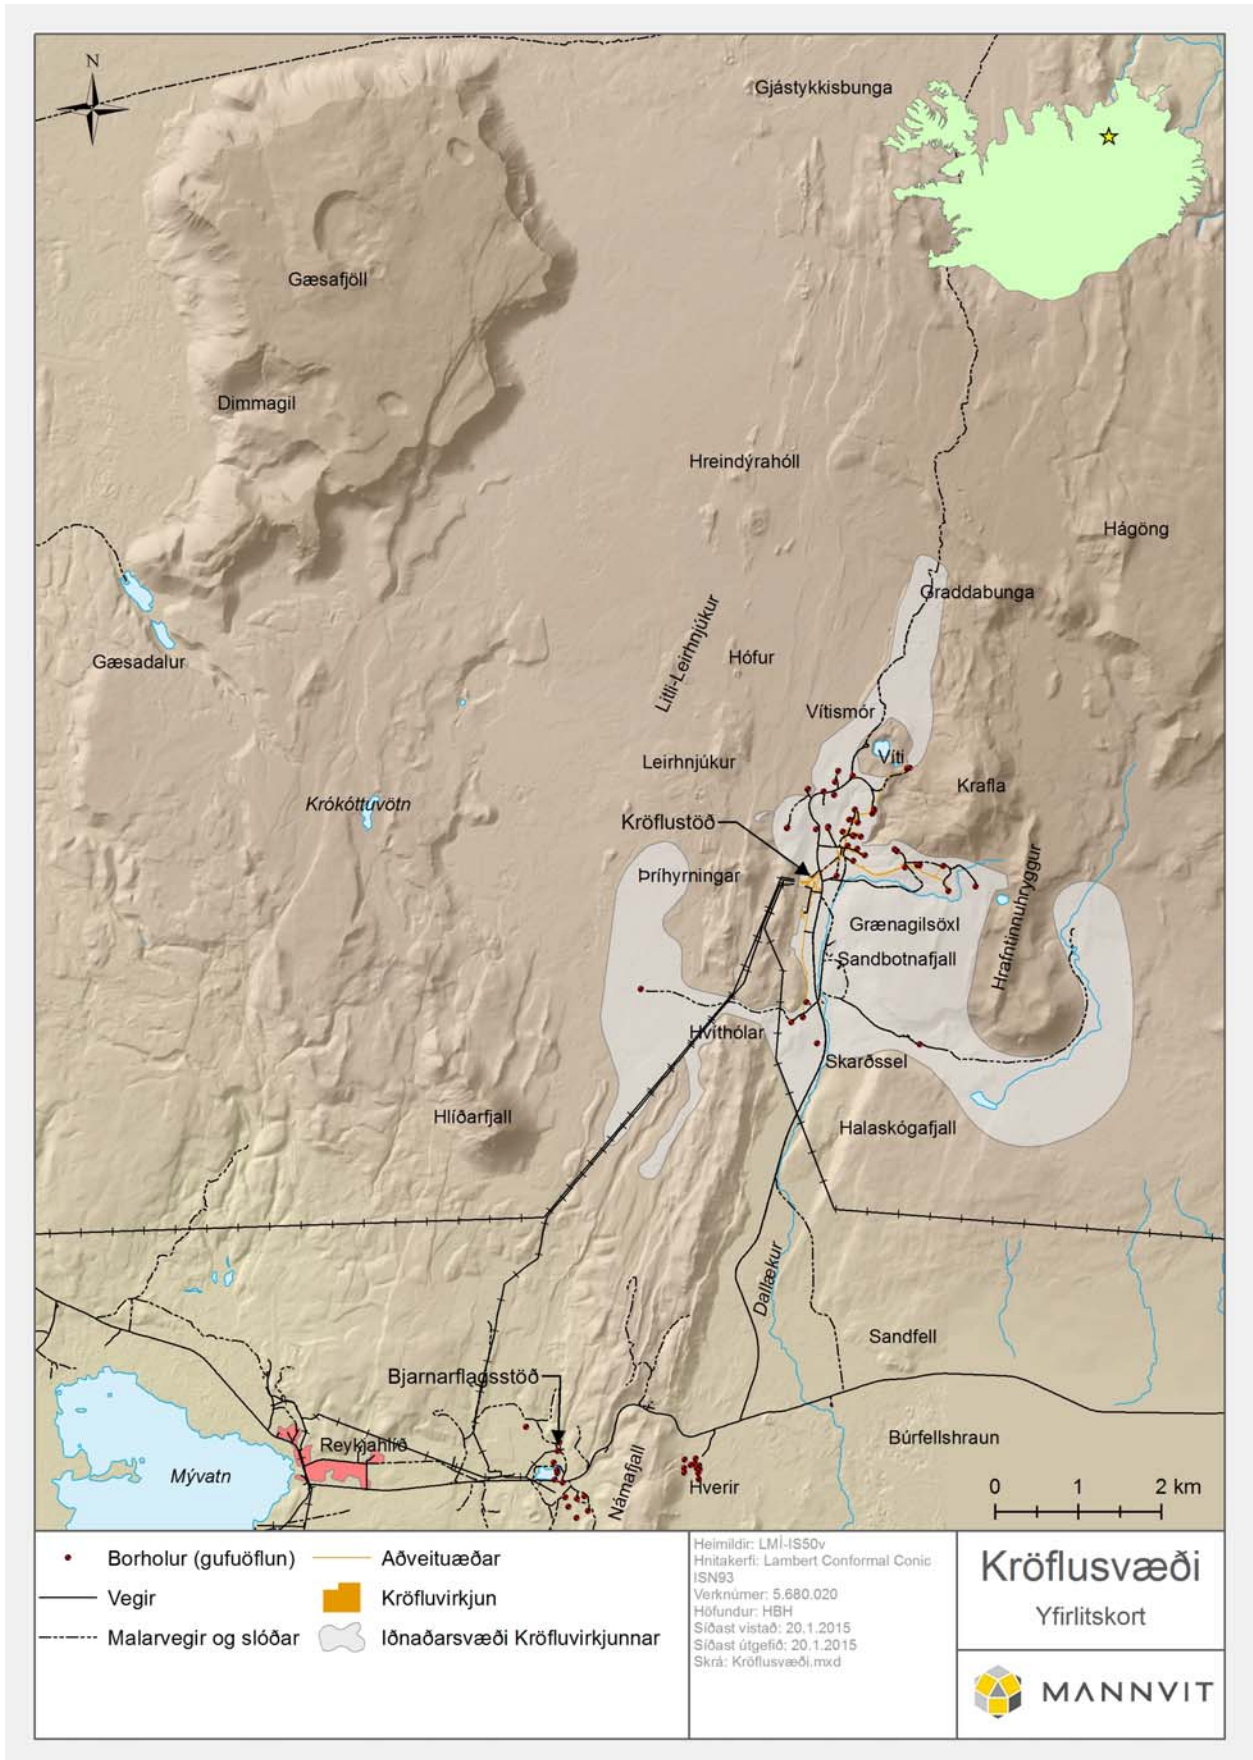 N
Gjástykkisbunga
Gæsafjöll
Dimmagil
Hreindýrahóll
Hágöng
Graddabunga
Litli-Leirhnjúkur
Hófur
Gæsadalur
Vítismór
Leirhnjúkur
Víti
Krafla
Krókóttuvötn
Kröflustöð
Þríhyrningar
Hrafntinnuhryggur
Grænagilsöxl
Sandbotnafjall
Hvíthólar
Skarðssel
Hlíðarfjall
Halaskógafjall
Dallækur
Sandfell
Bjarnarflagsstöð
Reykjahlíð
Búrfellshraun
Mývatn
Námafjall
Hverir
0 1 2 km
Borholur (gufuöflun)
Vegir
Malarvegir og slóðar
Aðveituæðar
Kröfluvirkjun
Iðnaðarsvæði Kröfluvirkjunnar
Heimildir: LMÍ-IS50v
Hnitakerfi: Lambert Conformal Conic
ISN93
Verknúmer: 5.680.020
Höfundur: HBH
Síðast vistað: 20.1.2015
Síðast útgefið: 20.1.2015
Skrá: Kröflusvæði.mxd
Kröflusvæði
Yfirlitskort
MANNVIT